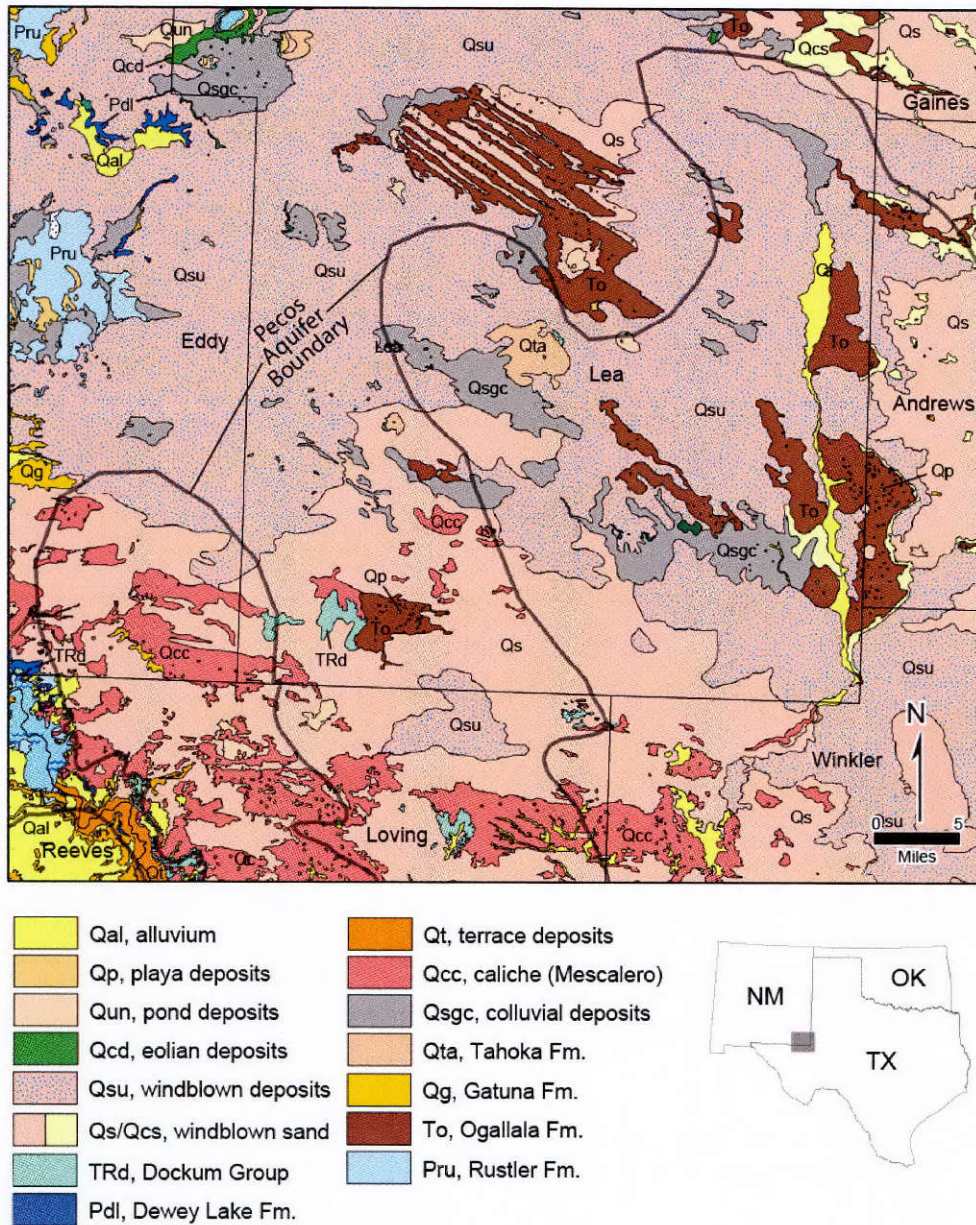 Pru
Qun
Qsu
To
Qcs
Qs
Qcd
Qsgc
Gaines
Pdl
Qal
Qs
Pru
Qsu
Qsu
To
Qal
Eddy
Pecos
Aquifer
Boundary
Qta
Lea
To
Qs
Qsgc
Qsu
Andrews
Qg
Qcc
To
Qp
Qsgc
Qp
TRd
Qcc
TRd
To
Qs
Qsu
Qsu
N
Winkler
Qal
Reeves
Loving
Qcc
Qs
Qsu
0 5
Miles
Qt
Qal, alluvium
Qp, playa deposits
Qun, pond deposits
Qcd, eolian deposits
Qsu, windblown deposits
Qs/Qcs, windblown sand
TRd, Dockum Group
Pdl, Dewey Lake Fm.
Qt, terrace deposits
Qcc, caliche (Mescalero)
Qsgc, colluvial deposits
Qta, Tahoka Fm.
Qg, Gatuna Fm.
To, Ogallala Fm.
Pru, Rustler Fm.
NM
OK
TX